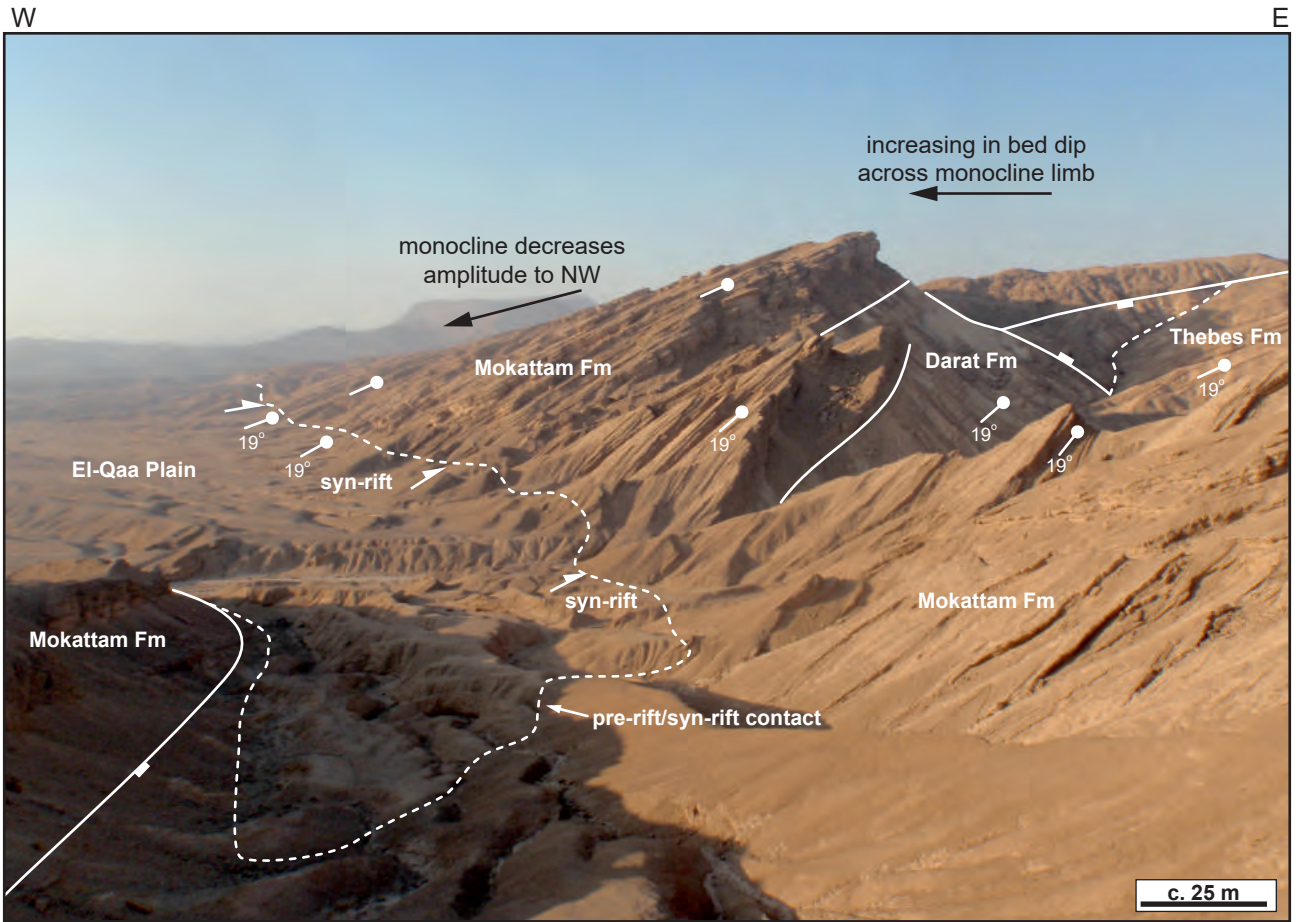 W
E
increasing in bed dip
across monocline limb
monocline decreases
amplitude to NW
Thebes Fm
Darat Fm
Mokattam Fm
19°
19°
19°
19°
19°
19°
El-Qaa Plain
syn-rift
syn-rift
Mokattam Fm
Mokattam Fm
pre-rift/syn-rift contact
c. 25 m